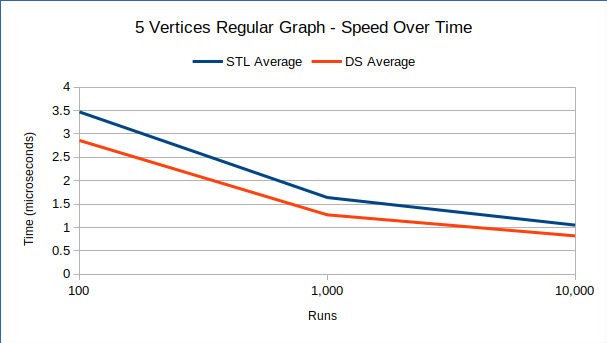 5 Vertices Regular Graph - Speed Over Time
STL Average DS Average
4
3.5
3
2.5
2
1.5
1
0.5
0
Time (microseconds)
100 1,000 10,000
Runs